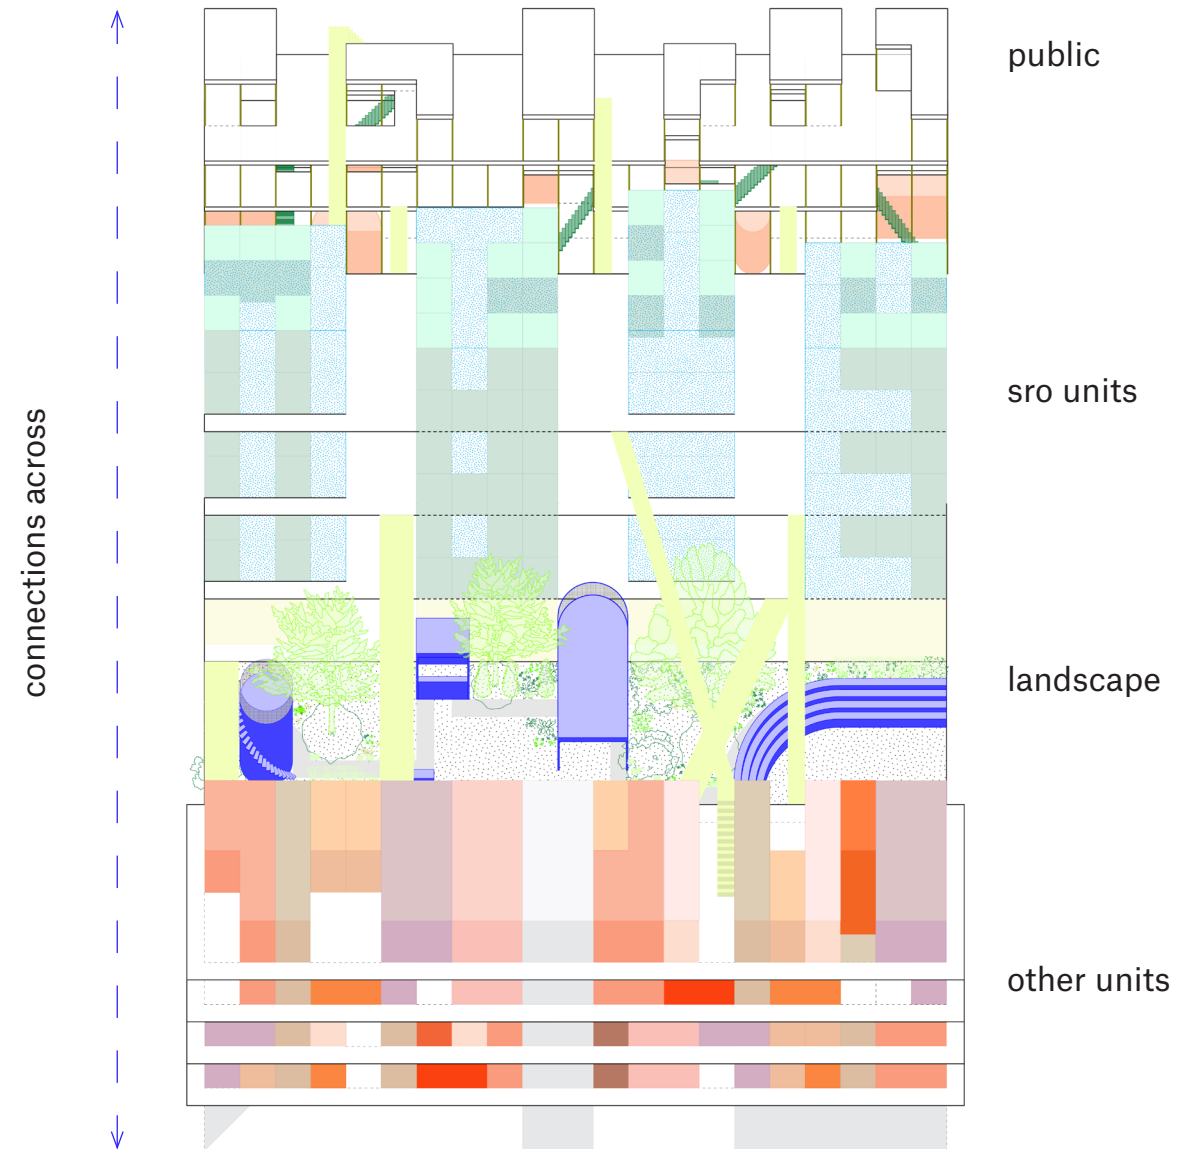 public
sro units
connections across
landscape
other units